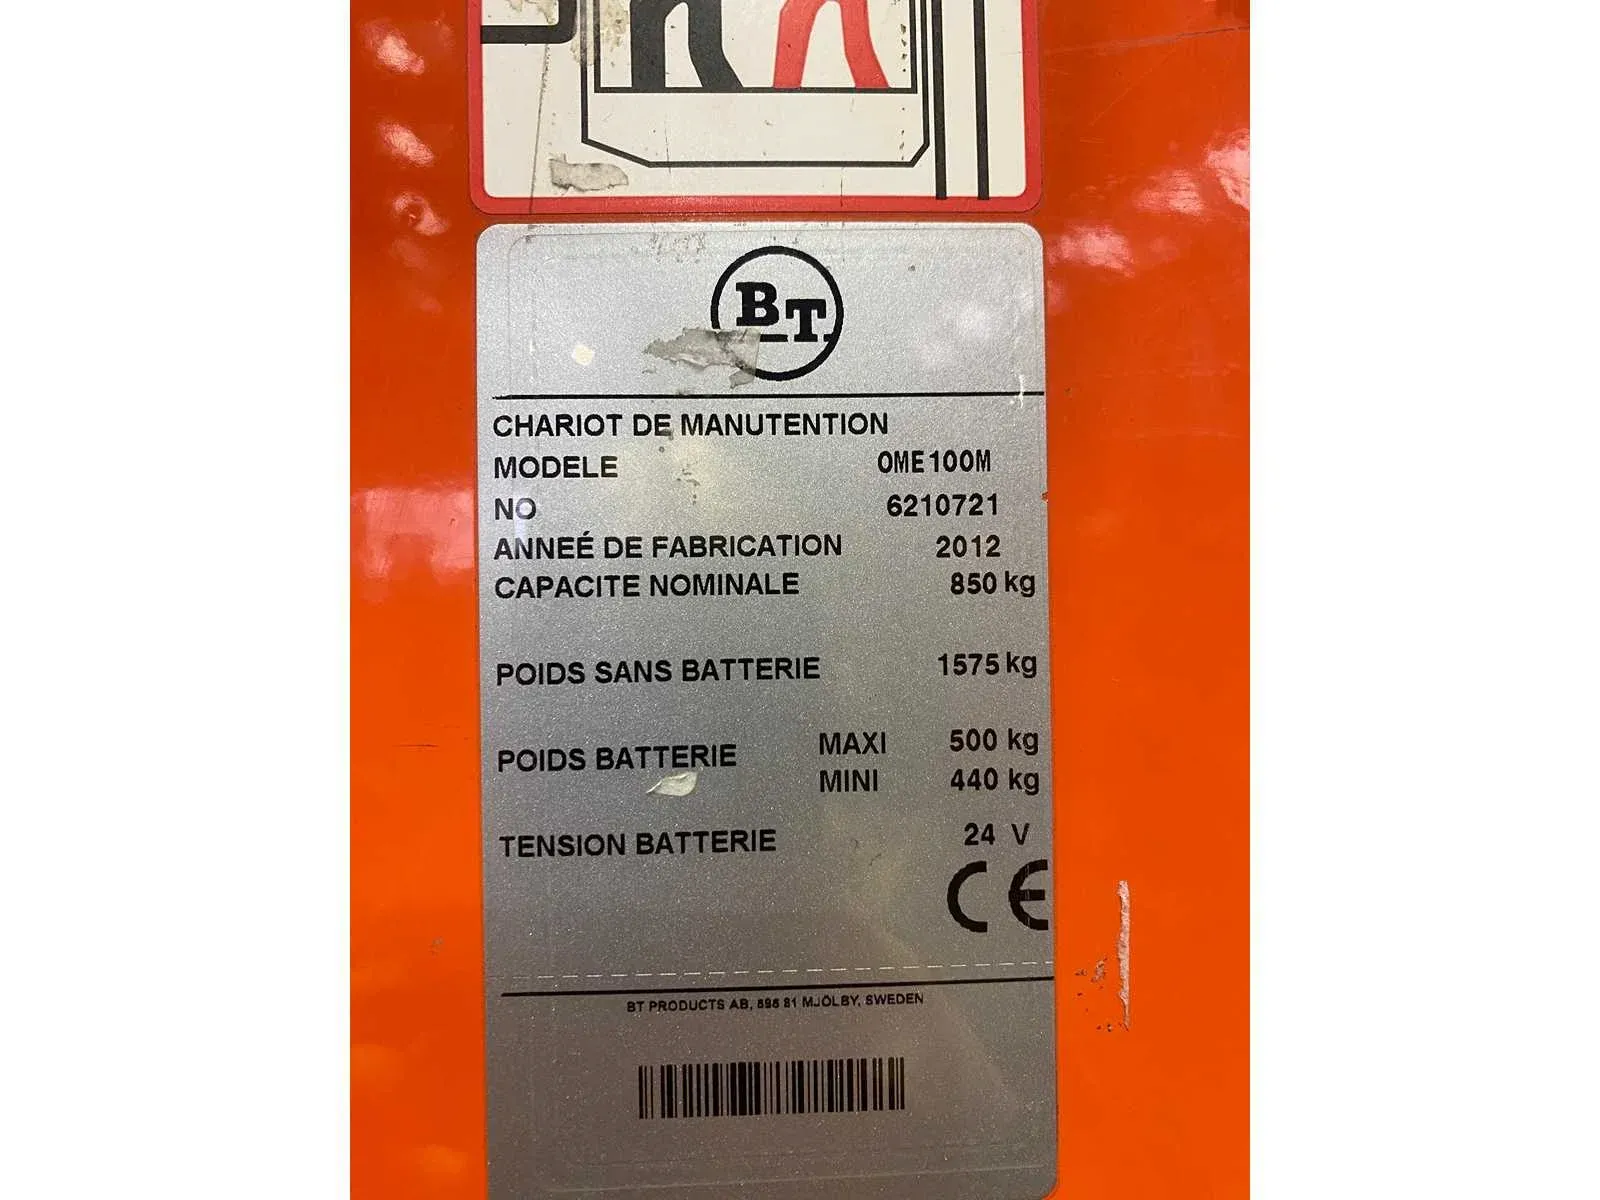 BT
CHARIOT DE MANUTENTION
MODELE OME100M
NO 6210721
ANNEÉ DE FABRICATION 2012
CAPACITE NOMINALE 850 kg
POIDS SANS BATTERIE 1575 kg
POIDS BATTERIE MAXI 500 kg
MINI 440 kg
TENSION BATTERIE 24 V
CE
BT PRODUCTS AB, 81 MJÖLBY, SWEDEN